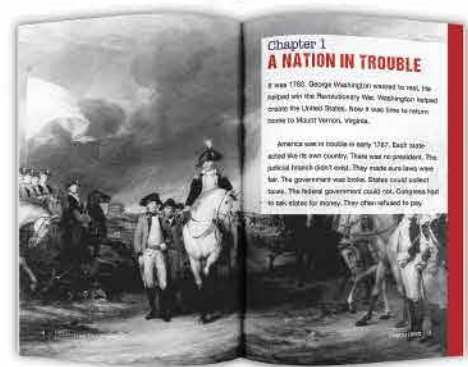 Chapter 1
A NATION IN TROUBLE
It was 1783. George Washington wanted to rest. He
helped win the Revolutionary War. Washington helped
create the United States. Now it was time to return
home to Mount Vernon, Virginia.
America was in trouble in early 1787. Each state
acted like its own country. There was no president. The
judicial branch didn't exist. They made sure laws were
fair. The government was broke. States could collect
taxes. The federal government could not. Congress had
to ask states for money. They often refused to pay